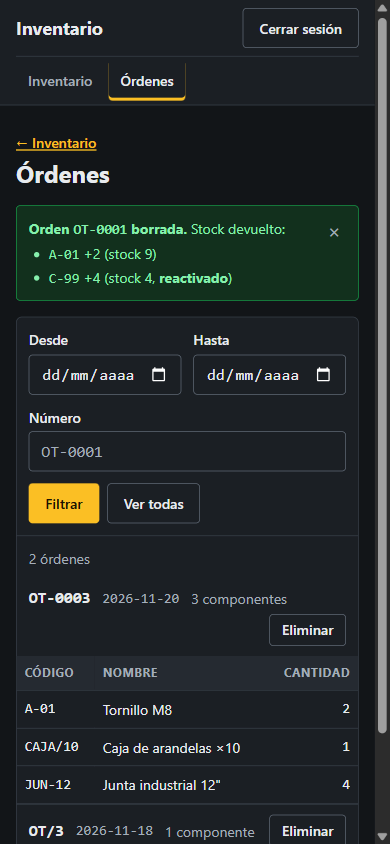 Inventario
Cerrar sesión
Inventario
Órdenes
← Inventario
Órdenes
Orden OT-0001 borrada. Stock devuelto:
• A-01 +2 (stock 9)
• C-99 +4 (stock 4, reactivado)
×
Desde
Hasta
dd/mm/aaaa
dd/mm/aaaa
Número
OT-0001
Filtrar
Ver todas
2 órdenes
OT-0003 2026-11-20 3 componentes
Eliminar
CÓDIGO NOMBRE CANTIDAD
A-01 Tornillo M8 2
CAJA/10 Caja de arandelas ×10 1
JUN-12 Junta industrial 12" 4
OT/3 2026-11-18 1 componente Eliminar